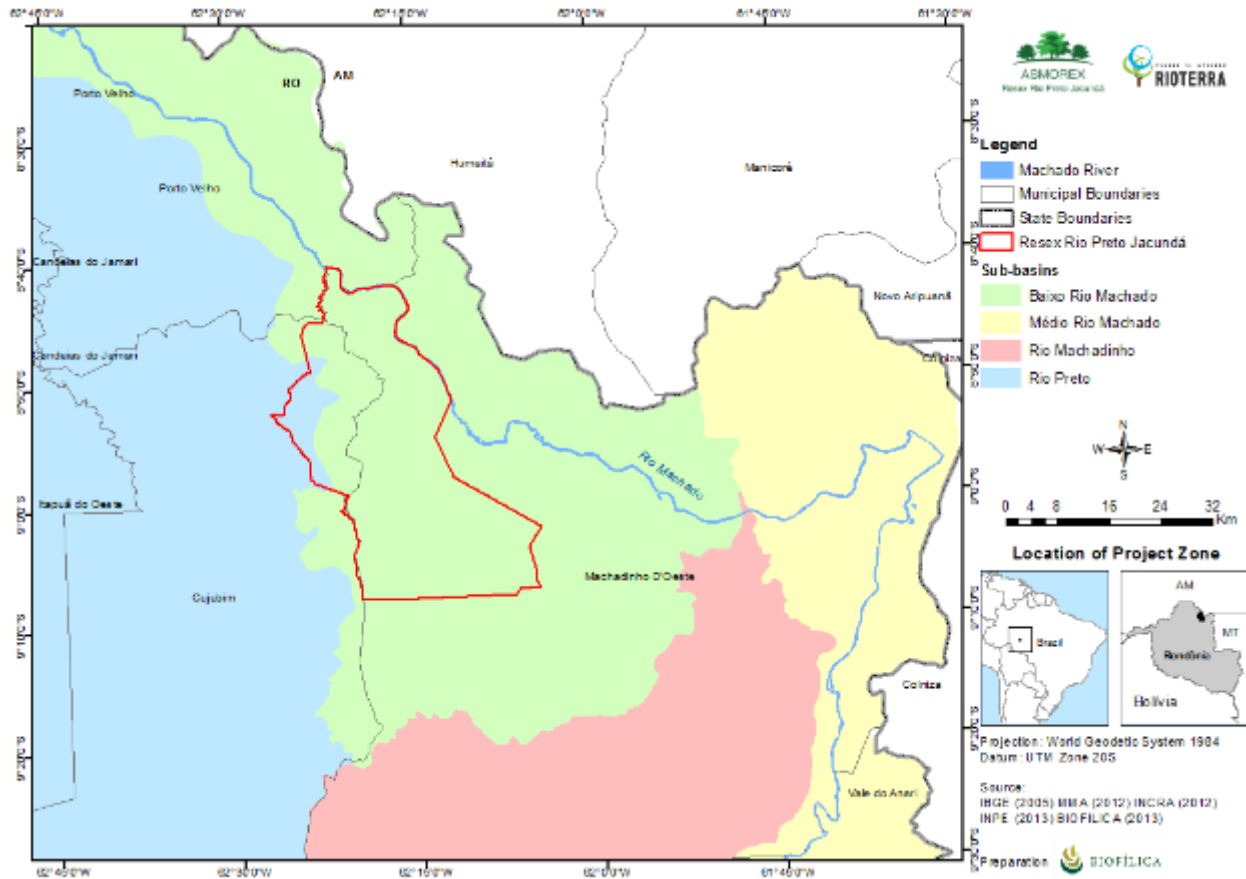 62°30'0"W
62°0'0"W
61°30'0"W
RO
AM
Porto Velho
Porto Velho
Humaitá
Manicoré
Candeias do Jamari
Candeias do Jamari
Novo Aripuanã
Itapuã do Oeste
Rio Machado
Machadinho D'Oeste
Cujubim
Colniza
Vale do Anari
62°30'0"W
62°15'0"W
62°0'0"W
61°45'0"W
ASMOREX
Resex Rio Preto Jacundá
RIOTERRA
Legend
Machado River
Municipal Boundaries
State Boundaries
Resex Rio Preto Jacundá
Sub-basins
Baixo Rio Machado
Médio Rio Machado
Rio Machadinho
Rio Preto
N
W E
S
0 4 8 16 24 32
Km
Location of Project Zone
Brazil
AM
MT
Rondônia
Bolívia
Projection: World Geodetic System 1984
Datum: UTM Zone 20S
Source:
IBGE (2005) MMA (2012) INCRA (2012)
INPE (2013) BIOFILICA (2013)
Preparation
BIOFÍLICA